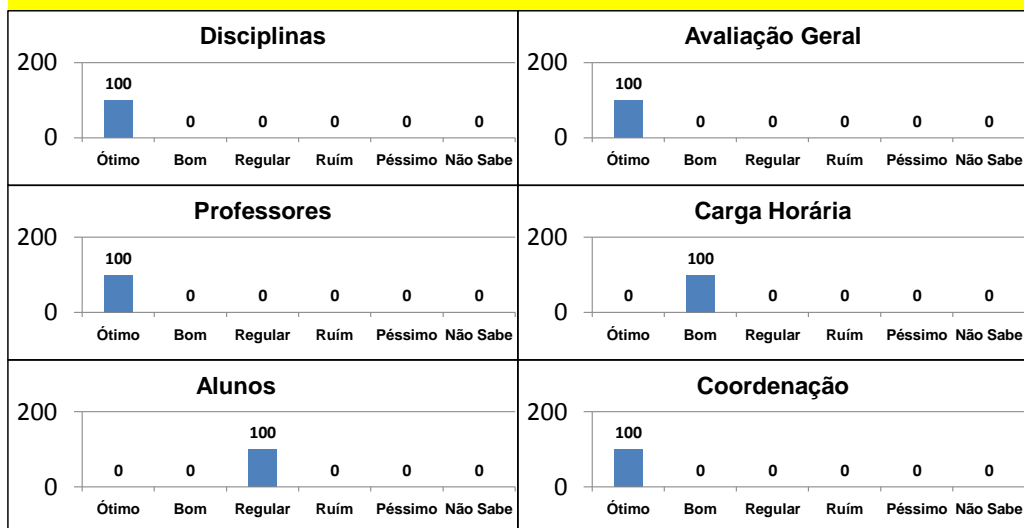 Disciplinas
200
100
0 0 0 0 0
0
Ótimo Bom Regular Ruím Péssimo Não Sabe
Avaliação Geral
200
100
0 0 0 0 0
0
Ótimo Bom Regular Ruím Péssimo Não Sabe
Professores
200
100
0 0 0 0 0
0
Ótimo Bom Regular Ruím Péssimo Não Sabe
Carga Horária
200
100
0 0 0 0 0
0
Ótimo Bom Regular Ruím Péssimo Não Sabe
Alunos
200
100
0 0 0 0 0
0
Ótimo Bom Regular Ruím Péssimo Não Sabe
Coordenação
200
100
0 0 0 0 0
0
Ótimo Bom Regular Ruím Péssimo Não Sabe